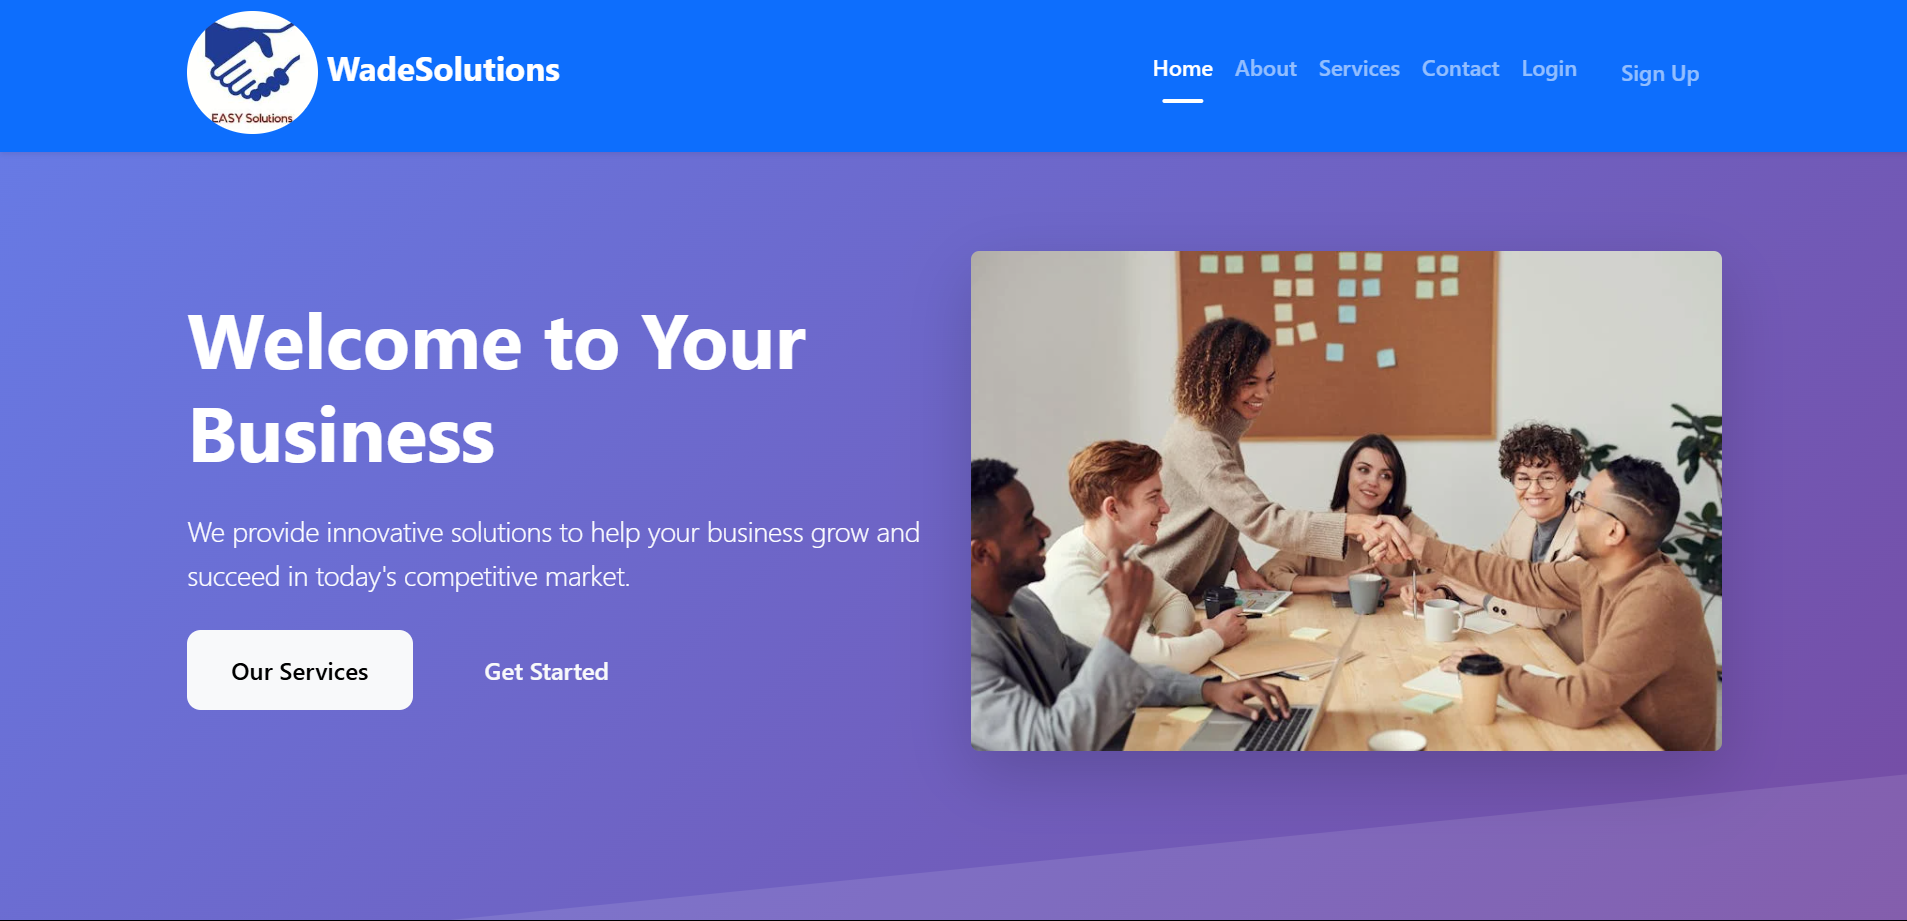 EASY Solutions
WadeSolutions
Home About Services Contact Login Sign Up
Welcome to Your
Business
We provide innovative solutions to help your business grow and
succeed in today's competitive market.
Our Services Get Started